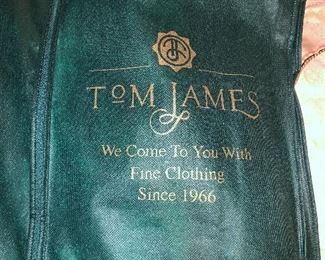 TOM JAMES
We Come To You With
Fine Clothing
Since 1966